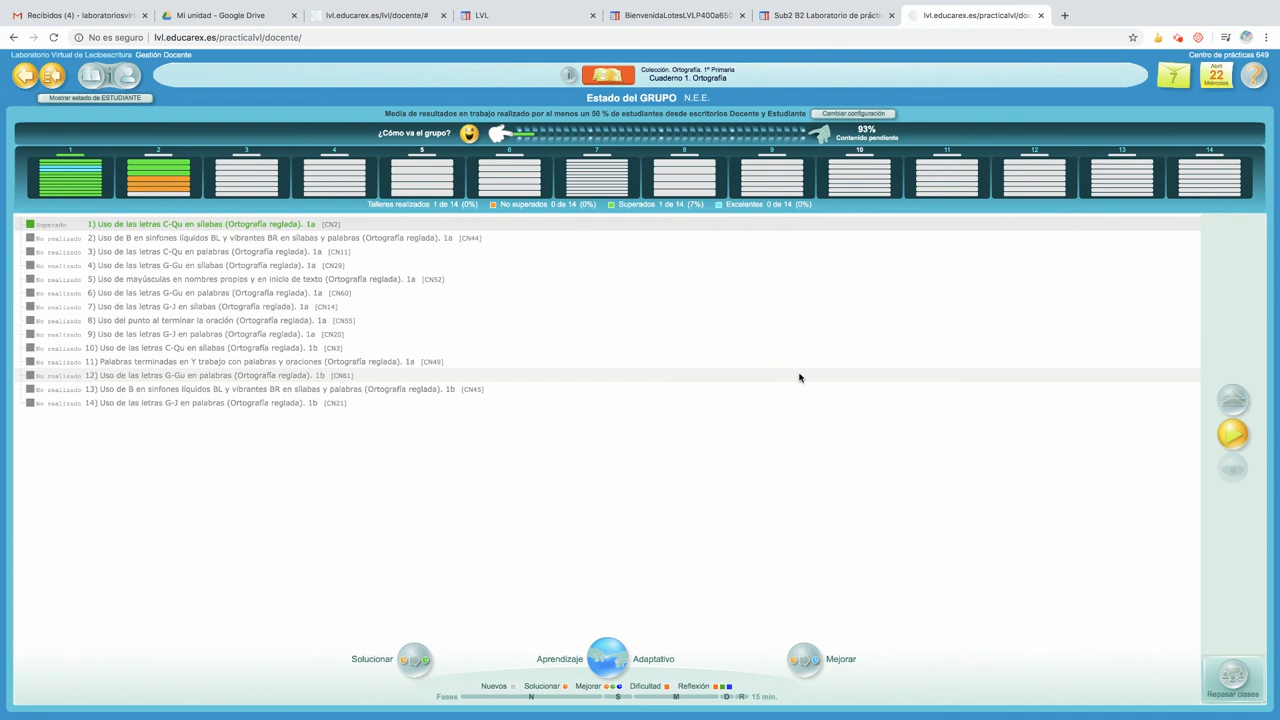 Recibidos (4) - laboratoriosvirt
Mi unidad - Google Drive
lvl.educarex.es/lvl/docente/#
LVL
BienvenidaLotesLVLP400a650.
Sub2 B2 Laboratorio de prácti
lvl.educarex.es/practicalvl/doc
No es seguro lvl.educarex.es/practicalvl/docente/
Laboratorio Virtual de Lectoescritura Gestión Docente
Centro de prácticas 649
Colección. Ortografía. 1º Primaria
Cuaderno 1. Ortografía
7
Abril
22
Miércoles
Mostrar estado de ESTUDIANTE
Estado del GRUPO N.E.E.
Media de resultados en trabajo realizado por al menos un 50 % de estudiantes desde escritorios Docente y Estudiante
Cambiar configuración
¿Cómo va el grupo?
93%
Contenido pendiente
1 2 3 4 5 6 7 8 9 10 11 12 13 14
Talleres realizados 1 de 14 (0%) No superados 0 de 14 (0%) Superados 1 de 14 (7%) Excelentes 0 de 14 (0%)
Superado 1) Uso de las letras C-Qu en sílabas (Ortografía reglada). 1a [CN2]
No realizado 2) Uso de B en sinfones líquidos BL y vibrantes BR en sílabas y palabras (Ortografía reglada). 1a [CN44]
No realizado 3) Uso de las letras C-Qu en palabras (Ortografía reglada). 1a [CN11]
No realizado 4) Uso de las letras G-Gu en sílabas (Ortografía reglada). 1a [CN29]
No realizado 5) Uso de mayúsculas en nombres propios y en inicio de texto (Ortografía reglada). 1a [CN52]
No realizado 6) Uso de las letras G-Gu en palabras (Ortografía reglada). 1a [CN60]
No realizado 7) Uso de las letras G-J en sílabas (Ortografía reglada). 1a [CN14]
No realizado 8) Uso del punto al terminar la oración (Ortografía reglada). 1a [CN55]
No realizado 9) Uso de las letras G-J en palabras (Ortografía reglada). 1a [CN20]
No realizado 10) Uso de las letras C-Qu en sílabas (Ortografía reglada). 1b [CN3]
No realizado 11) Palabras terminadas en Y trabajo con palabras y oraciones (Ortografía reglada). 1a [CN49]
No realizado 12) Uso de las letras G-Gu en palabras (Ortografía reglada). 1b [CN61]
No realizado 13) Uso de B en sinfones líquidos BL y vibrantes BR en sílabas y palabras (Ortografía reglada). 1b [CN45]
No realizado 14) Uso de las letras G-J en palabras (Ortografía reglada). 1b [CN21]
Solucionar
Aprendizaje Adaptativo
Mejorar
Nuevos Solucionar Mejorar Dificultad Reflexión
Fases N S M D R 15 min.
Repasar clases